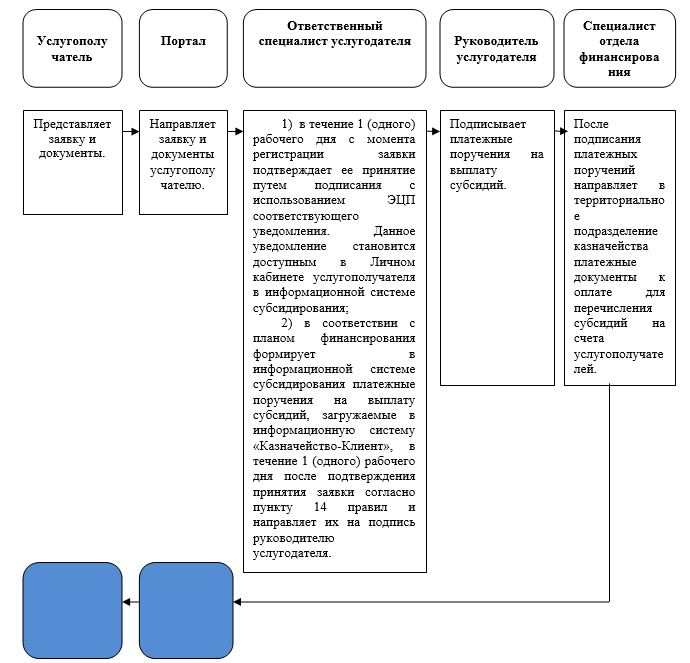 Услугополу
чатель
Портал
Ответственный
специалист услугодателя
Руководитель
услугодателя
Специалист
отдела
финансирова
ния
Представляет
заявку и
документы.
Направляет
заявку и
документы
услугополу
чателю.
1) в течение 1 (одного)
рабочего дня с момента
регистрации заявки
подтверждает ее принятие
путем подписания с
использованием ЭЦП
соответствующего
уведомления. Данное
уведомление становится
доступным в Личном
кабинете услугополучателя
в информационной системе
субсидирования;
2) в соответствии с
планом финансирования
формирует в
информационной системе
субсидирования платежные
поручения на выплату
субсидий, загружаемые в
информационную систему
«Казначейство-Клиент», в
течение 1 (одного) рабочего
дня после подтверждения
принятия заявки согласно
пункту 14 правил и
направляет их на подпись
руководителю
услугодателя.
Подписывает
платежные
поручения на
выплату
субсидий.
После
подписания
платежных
поручений
направляет в
территориально
е
подразделение
казначейства
платежные
документы к
оплате для
перечисления
субсидий на
счета
услугополучате
лей.